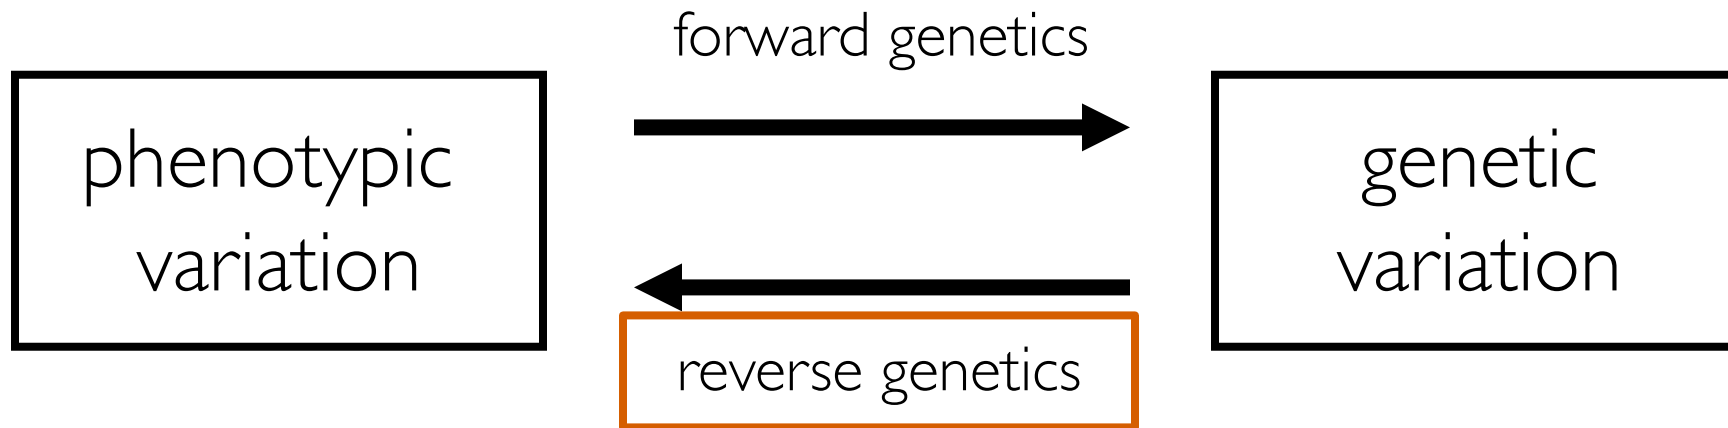 forward genetics
phenotypic
variation
genetic
variation
reverse genetics